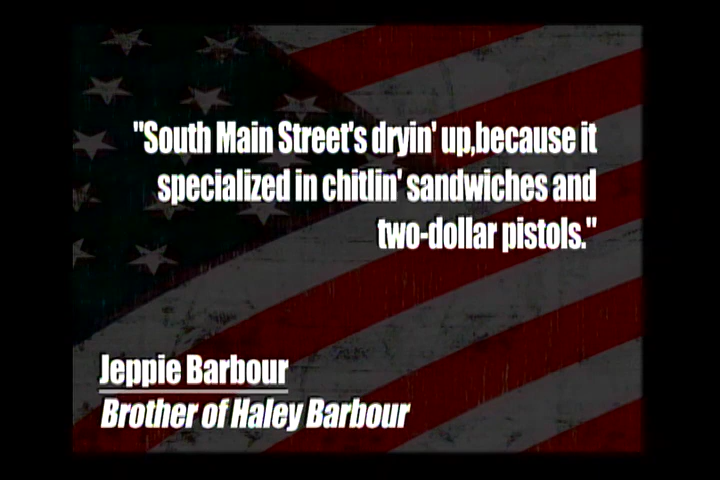 "South Main Street's dryin' up,because it
specialized in chitlin' sandwiches and
two-dollar pistols."
Jeppie Barbour
Brother of Haley Barbour